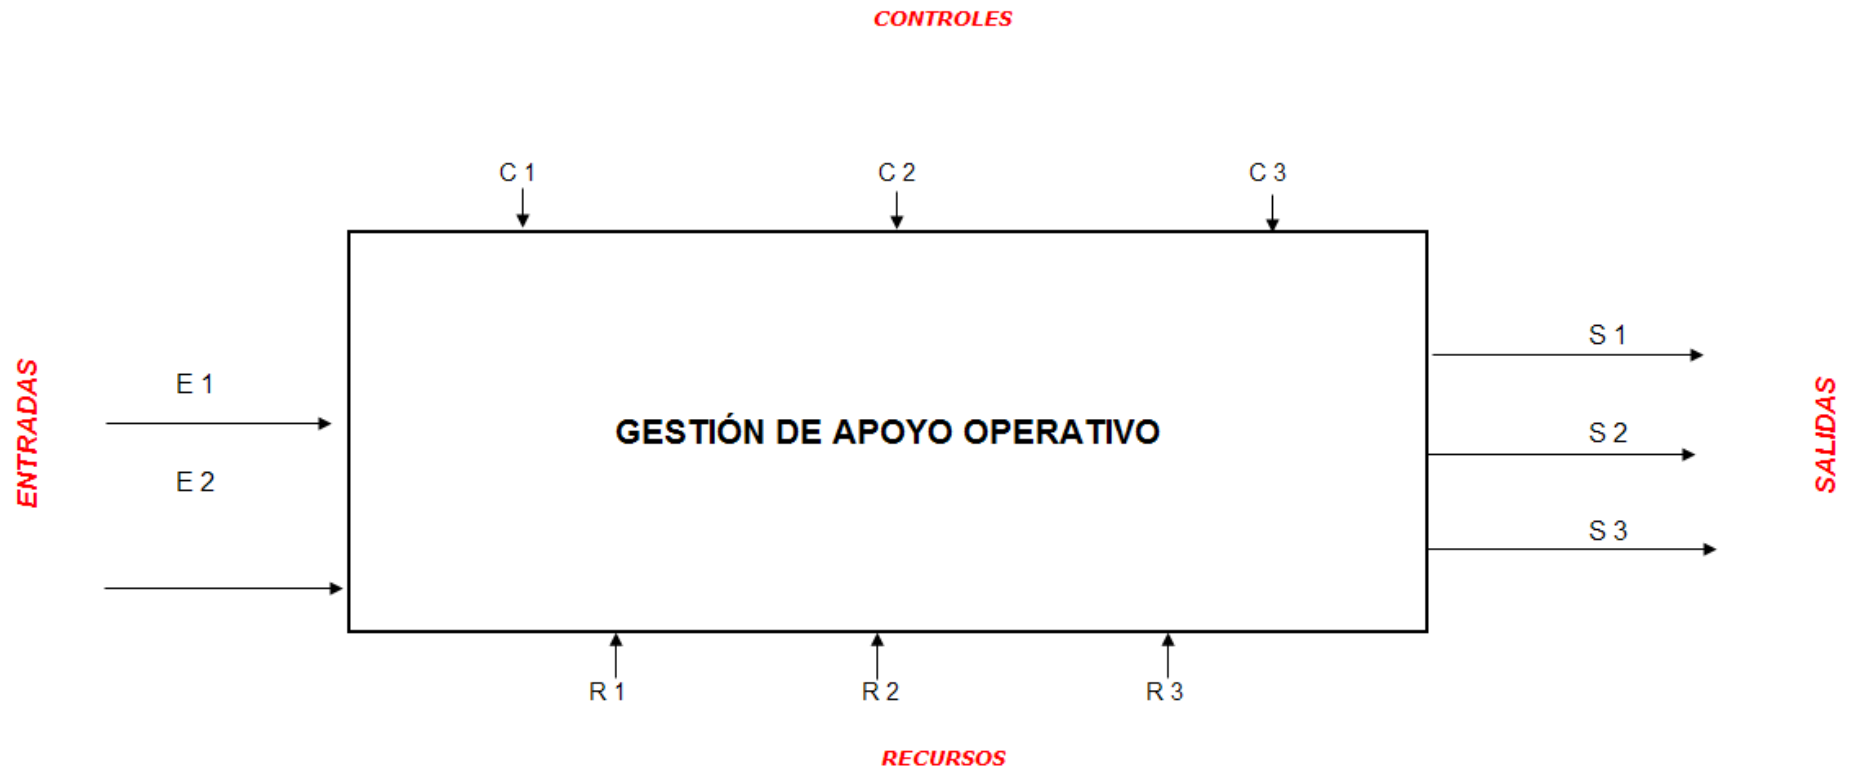 CONTROLES
C 1
C 2
C 3
ENTRADAS
E 1
E 2
GESTIÓN DE APOYO OPERATIVO
S 1
S 2
S 3
SALIDAS
R 1
R 2
R 3
RECURSOS